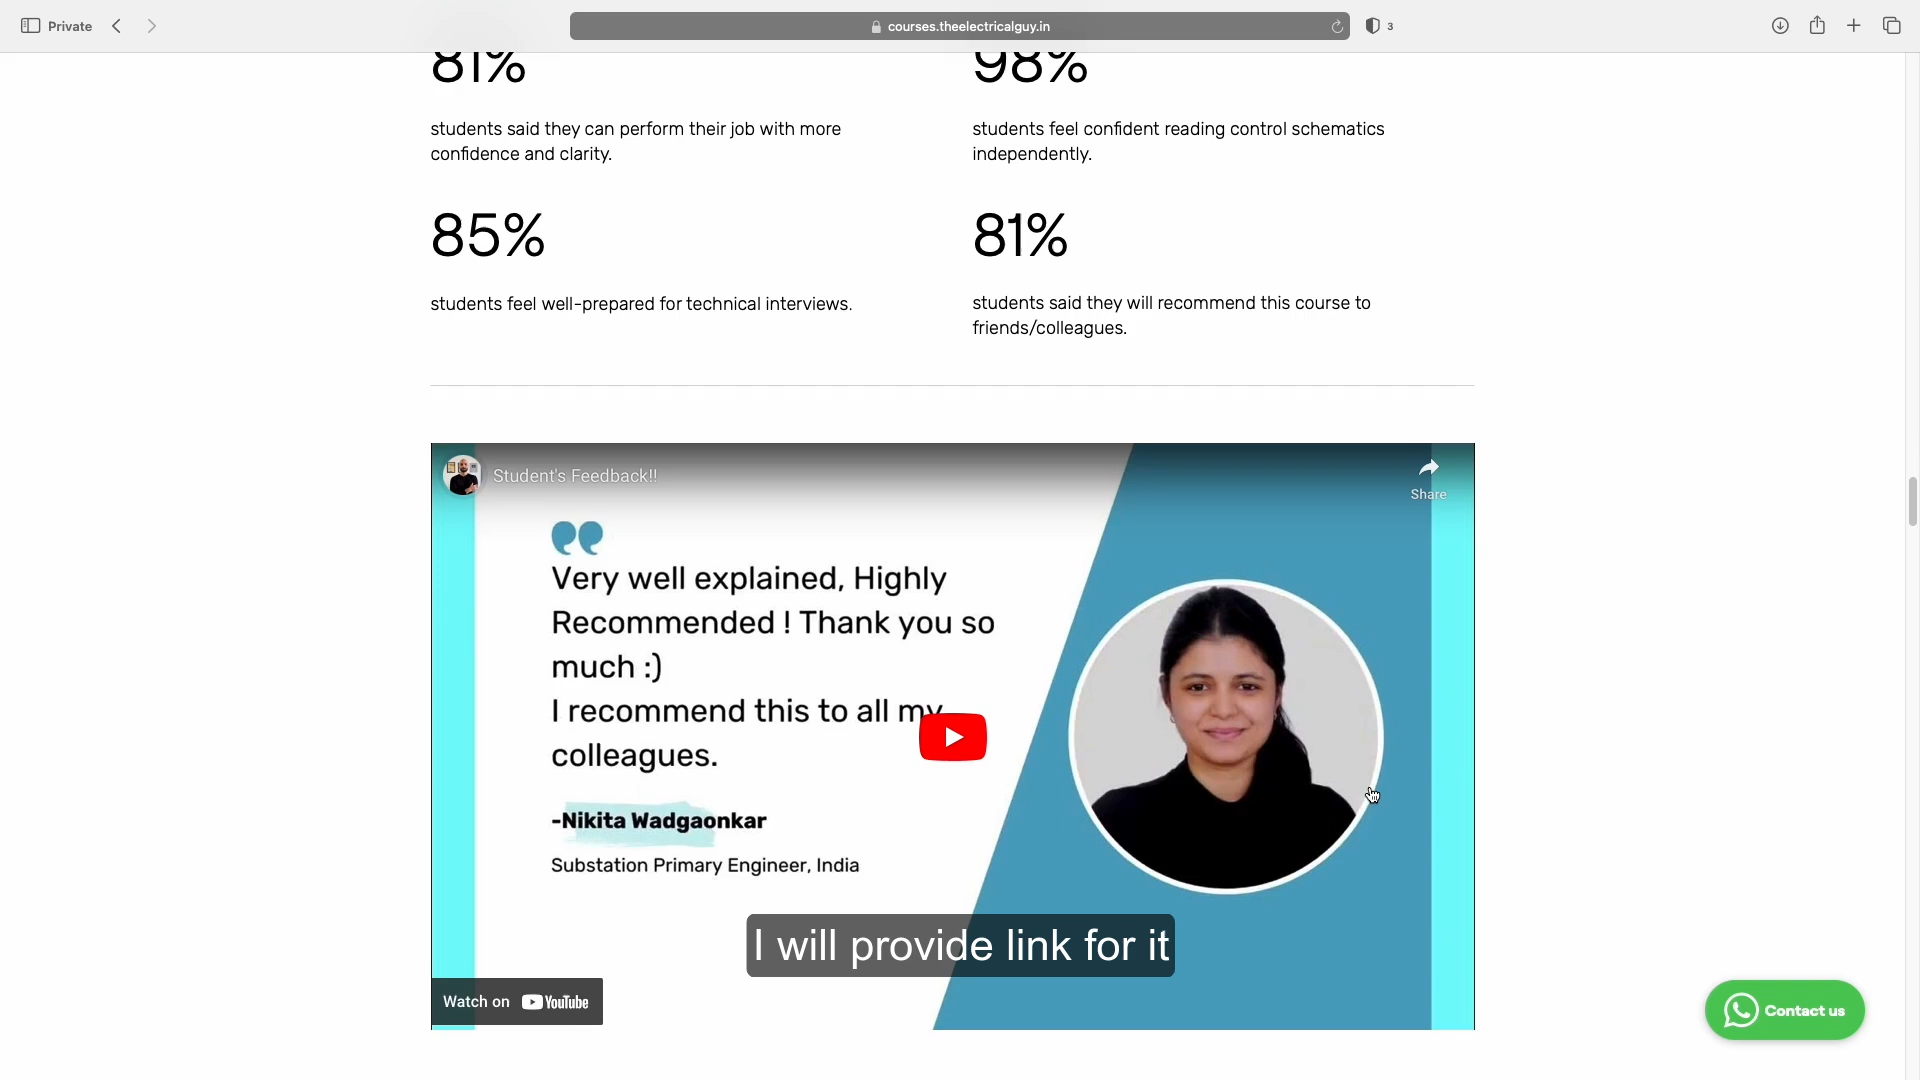 Private
courses.theelectricalguy.in
3
81%
98%
students said they can perform their job with more
confidence and clarity.
students feel confident reading control schematics
independently.
85%
81%
students feel well-prepared for technical interviews.
students said they will recommend this course to
friends/colleagues.
Student's Feedback!!
Share
Very well explained, Highly
Recommended ! Thank you so
much :)
I recommend this to all my
colleagues.
-Nikita Wadgaonkar
Substation Primary Engineer, India
I will provide link for it
Watch on YouTube
Contact us